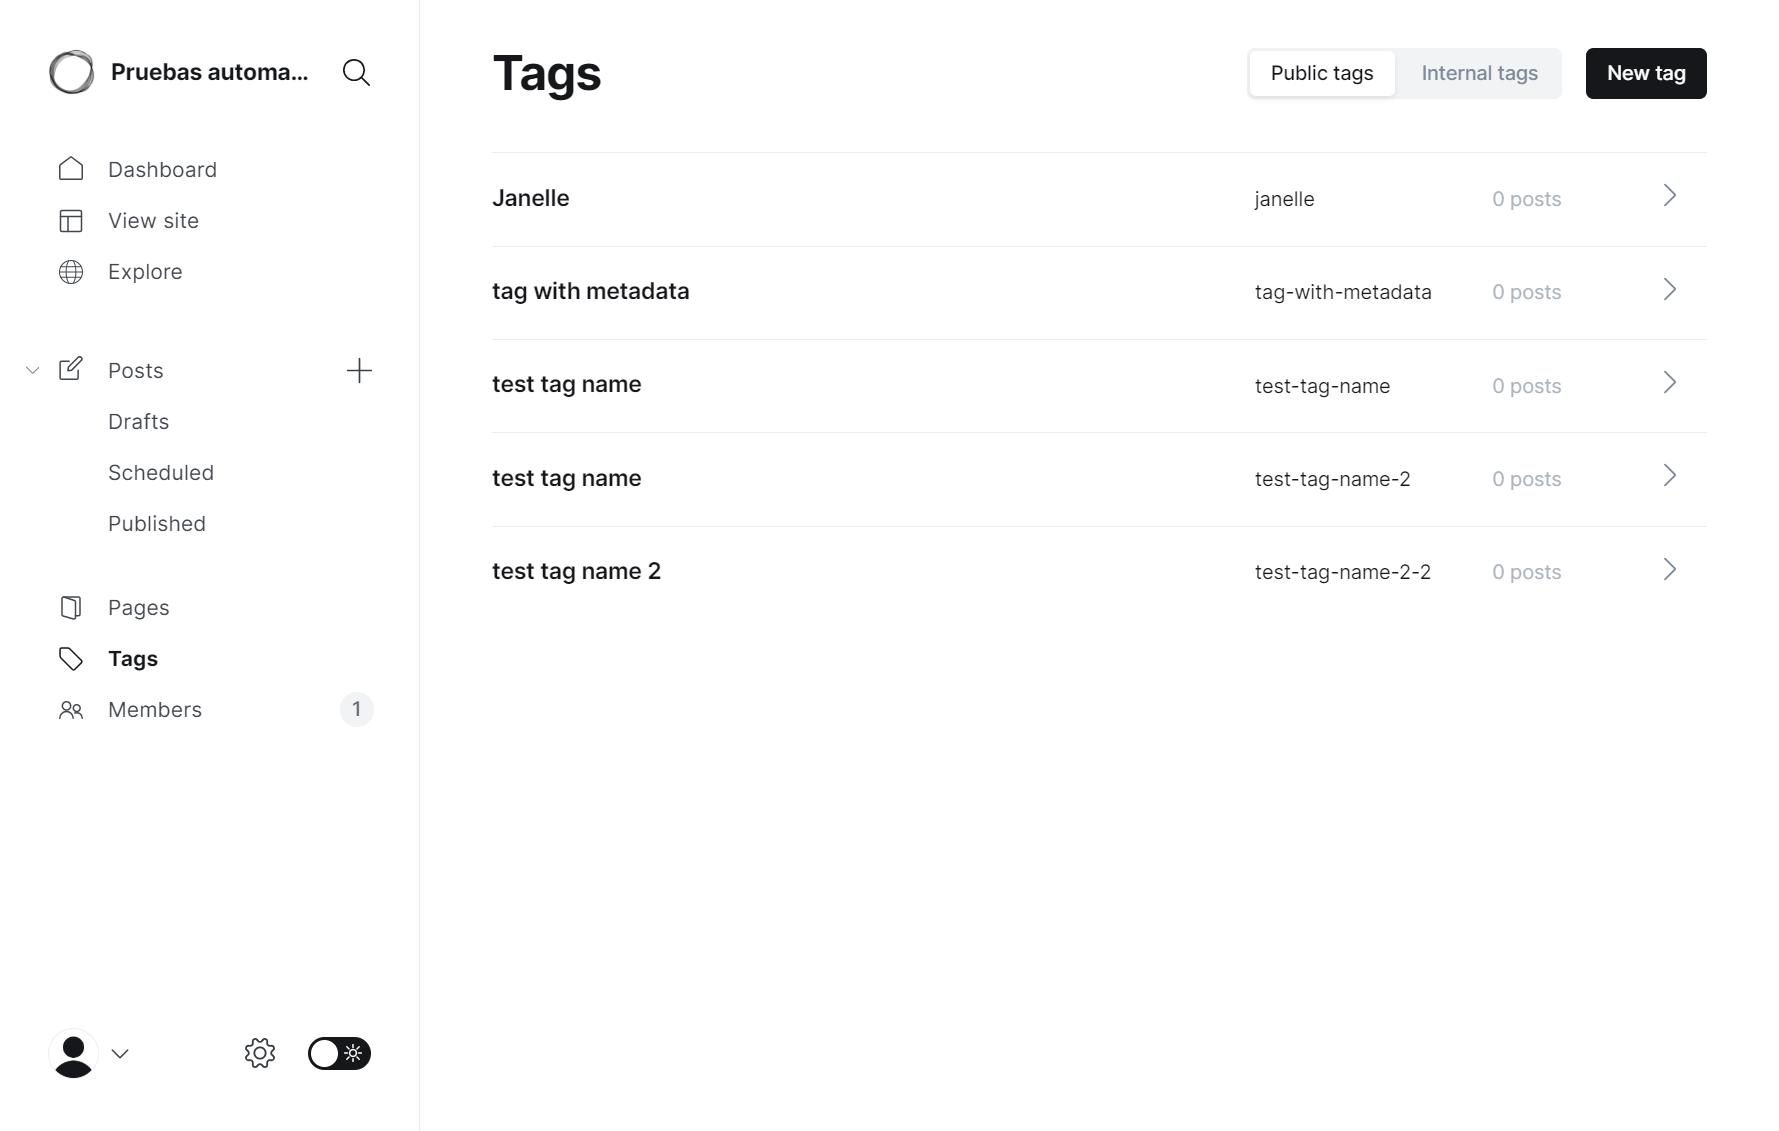 Pruebas automa...
Dashboard
View site
Explore
Posts
Drafts
Scheduled
Published
Pages
Tags
Members 1
Tags
Public tags Internal tags New tag
Janelle janelle 0 posts
tag with metadata tag-with-metadata 0 posts
test tag name test-tag-name 0 posts
test tag name test-tag-name-2 0 posts
test tag name 2 test-tag-name-2-2 0 posts